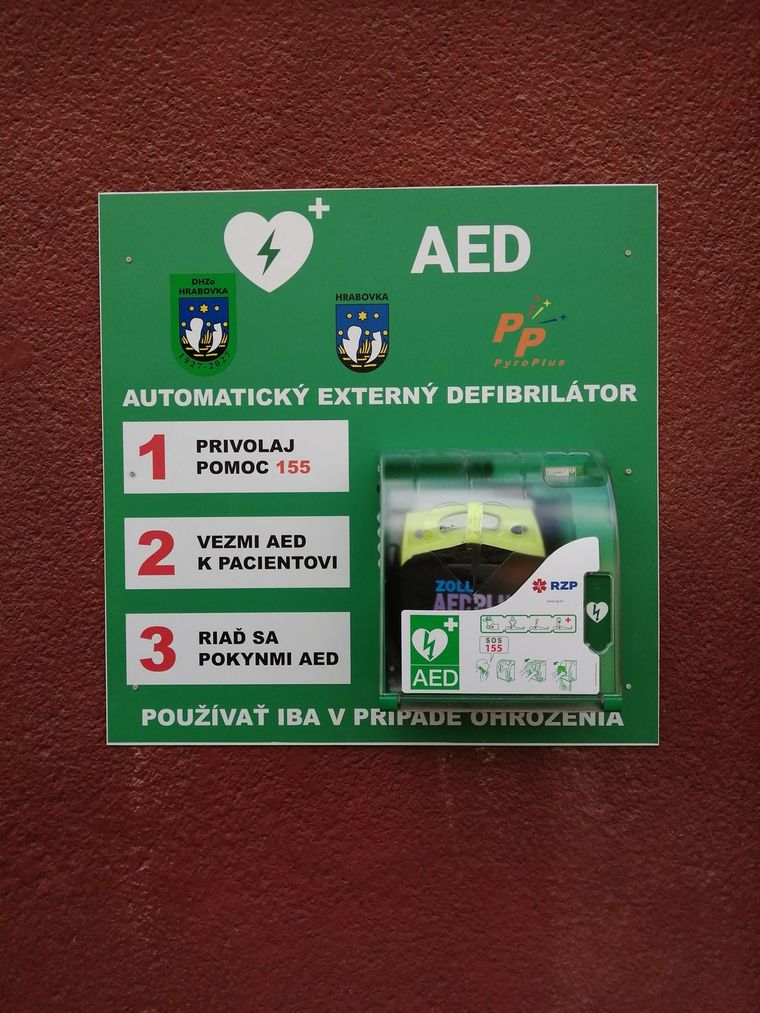 AED
DHZo
HRABOVKA
1927-2027
HRABOVKA
PP
PyroPlus
AUTOMATICKÝ EXTERNÝ DEFIBRILÁTOR
1 PRIVOLAJ
POMOC 155
2 VEZMI AED
K PACIENTOVI
3 RIAĎ SA
POKYNMI AED
ZOLL
RZP
SOS
155
AED
POUŽÍVAŤ IBA V PRÍPADE OHROZENIA